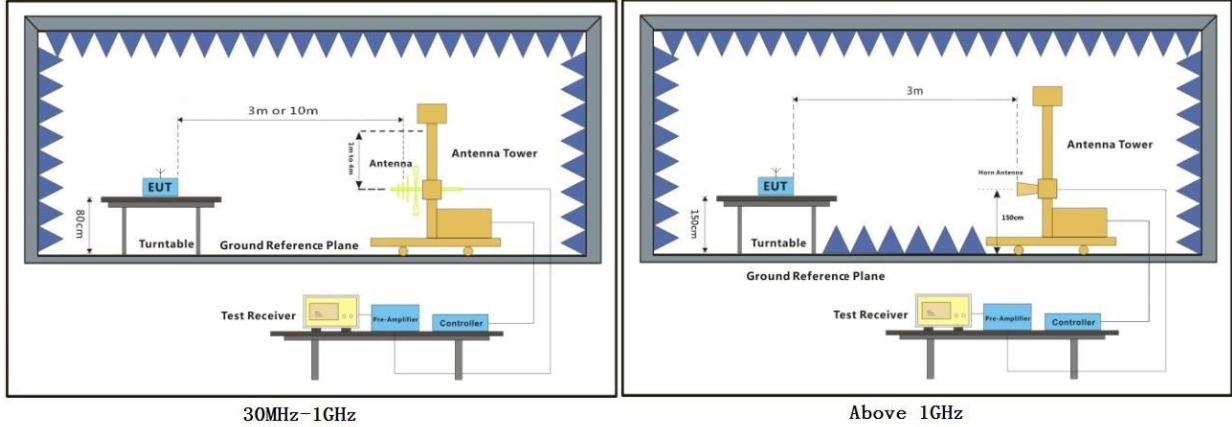 3m or 10m
1m to 4m
Antenna
Antenna Tower
EUT
80cm
Turntable
Ground Reference Plane
Test Receiver
Pre-Amplifier
Controller
30MHz-1GHz
3m
Antenna Tower
Horn Antenna
EUT
150cm
150cm
Turntable
Ground Reference Plane
Test Receiver
Pre-Amplifier
Controller
Above 1GHz